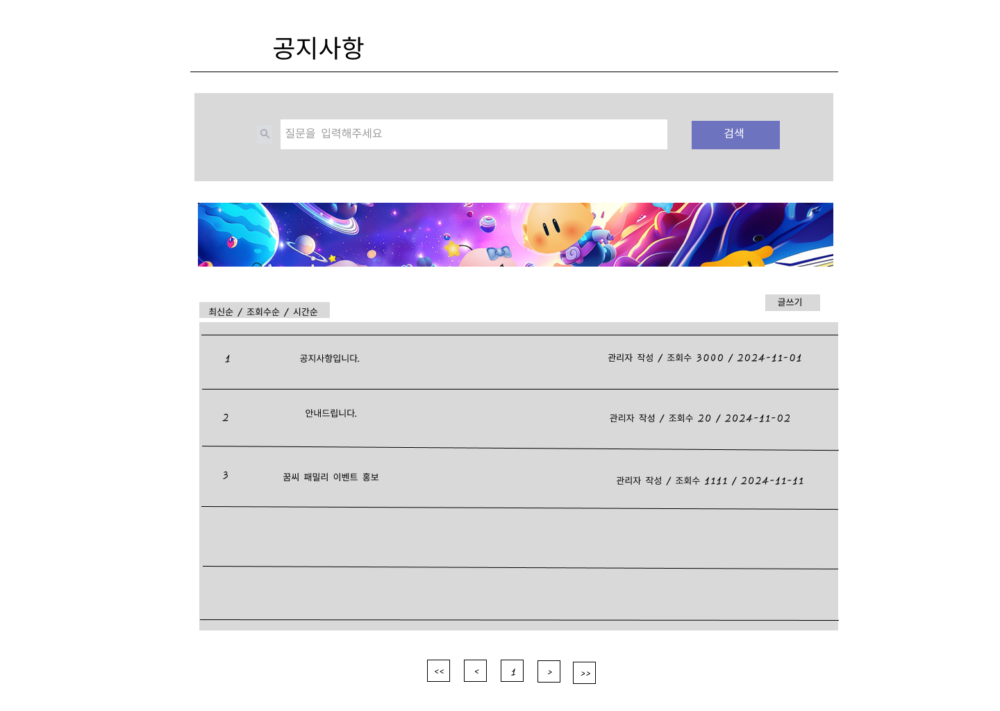 공지사항
질문을 입력해주세요
검색
글쓰기
최신순 / 조회수순 / 시간순
1 공지사항입니다. 관리자 작성 / 조회수 3000 / 2024-11-01
2 안내드립니다. 관리자 작성 / 조회수 20 / 2024-11-02
3 꿈씨 패밀리 이벤트 홍보 관리자 작성 / 조회수 1111 / 2024-11-11
<< < 1 > >>